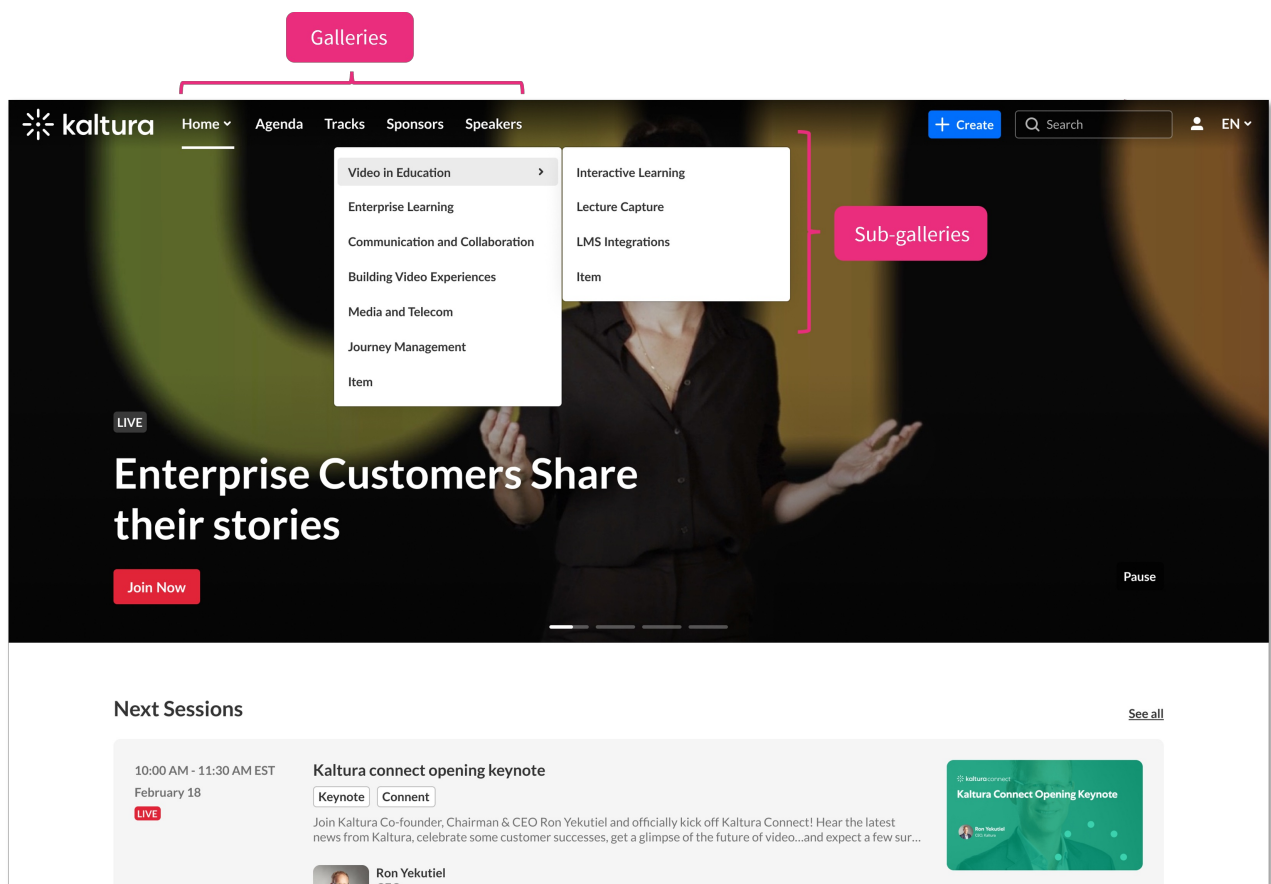 Galleries
kaltura
Home
Agenda
Tracks
Sponsors
Speakers
+ Create
Search
EN
Video in Education
Enterprise Learning
Communication and Collaboration
Building Video Experiences
Media and Telecom
Journey Management
Item
Interactive Learning
Lecture Capture
LMS Integrations
Item
Sub-galleries
LIVE
Enterprise Customers Share
their stories
Join Now
Pause
Next Sessions
See all
10:00 AM - 11:30 AM EST
February 18
LIVE
Kaltura connect opening keynote
Keynote
Connent
Join Kaltura Co-founder, Chairman & CEO Ron Yekutiel and officially kick off Kaltura Connect! Hear the latest
news from Kaltura, celebrate some customer successes, get a glimpse of the future of video...and expect a few sur...
Ron Yekutiel
kaltura connect
Kaltura Connect Opening Keynote
Ron Yekutiel